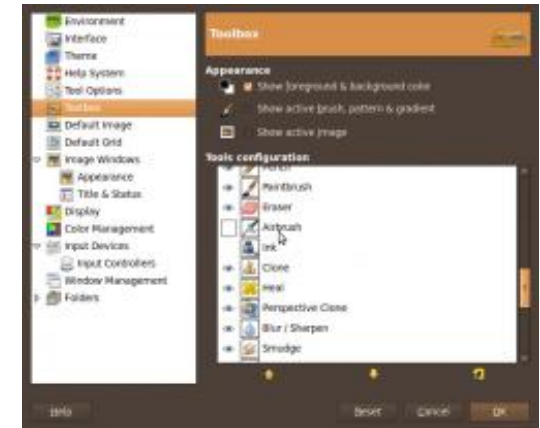 Environment
Interface
Theme
Help System
Tool Options
Toolbox
Default Image
Default Grid
Image Windows
Appearance
Title & Status
Display
Color Management
Input Devices
Input Controllers
Window Management
Folders
Toolbox
Appearance
Show foreground & background color
Show active brush, pattern & gradient
Show active image
Tools configuration
Pencil
Paintbrush
Eraser
Airbrush
Ink
Clone
Heal
Perspective Clone
Blur / Sharpen
Smudge
Help
Reset
Cancel
OK